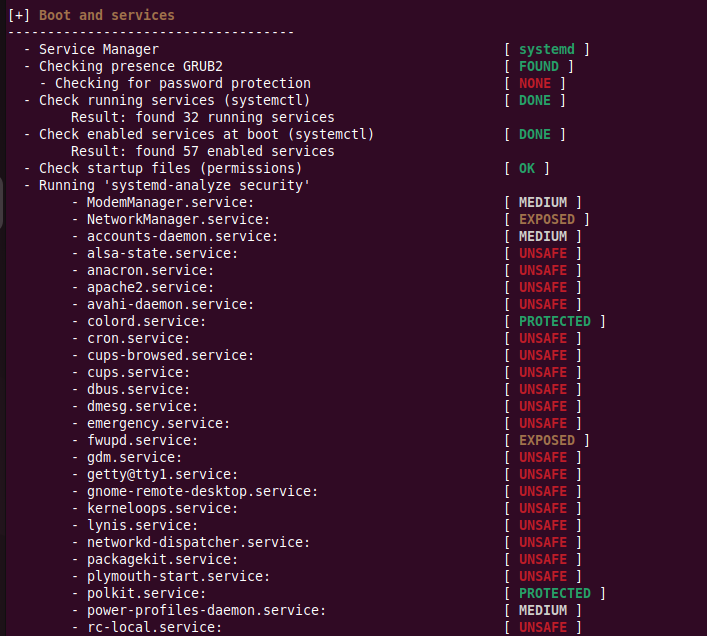 [+] Boot and services
------------------------------------
- Service Manager [ systemd ]
- Checking presence GRUB2 [ FOUND ]
- Checking for password protection [ NONE ]
- Check running services (systemctl) [ DONE ]
Result: found 32 running services
- Check enabled services at boot (systemctl) [ DONE ]
Result: found 57 enabled services
- Check startup files (permissions) [ OK ]
- Running 'systemd-analyze security'
- ModemManager.service: [ MEDIUM ]
- NetworkManager.service: [ EXPOSED ]
- accounts-daemon.service: [ MEDIUM ]
- alsa-state.service: [ UNSAFE ]
- anacron.service: [ UNSAFE ]
- apache2.service: [ UNSAFE ]
- avahi-daemon.service: [ UNSAFE ]
- colord.service: [ PROTECTED ]
- cron.service: [ UNSAFE ]
- cups-browsed.service: [ UNSAFE ]
- cups.service: [ UNSAFE ]
- dbus.service: [ UNSAFE ]
- dmesg.service: [ UNSAFE ]
- emergency.service: [ UNSAFE ]
- fwupd.service: [ EXPOSED ]
- gdm.service: [ UNSAFE ]
- getty@tty1.service: [ UNSAFE ]
- gnome-remote-desktop.service: [ UNSAFE ]
- kerneloops.service: [ UNSAFE ]
- lynis.service: [ UNSAFE ]
- networkd-dispatcher.service: [ UNSAFE ]
- packagekit.service: [ UNSAFE ]
- plymouth-start.service: [ UNSAFE ]
- polkit.service: [ PROTECTED ]
- power-profiles-daemon.service: [ MEDIUM ]
- rc-local.service: [ UNSAFE ]